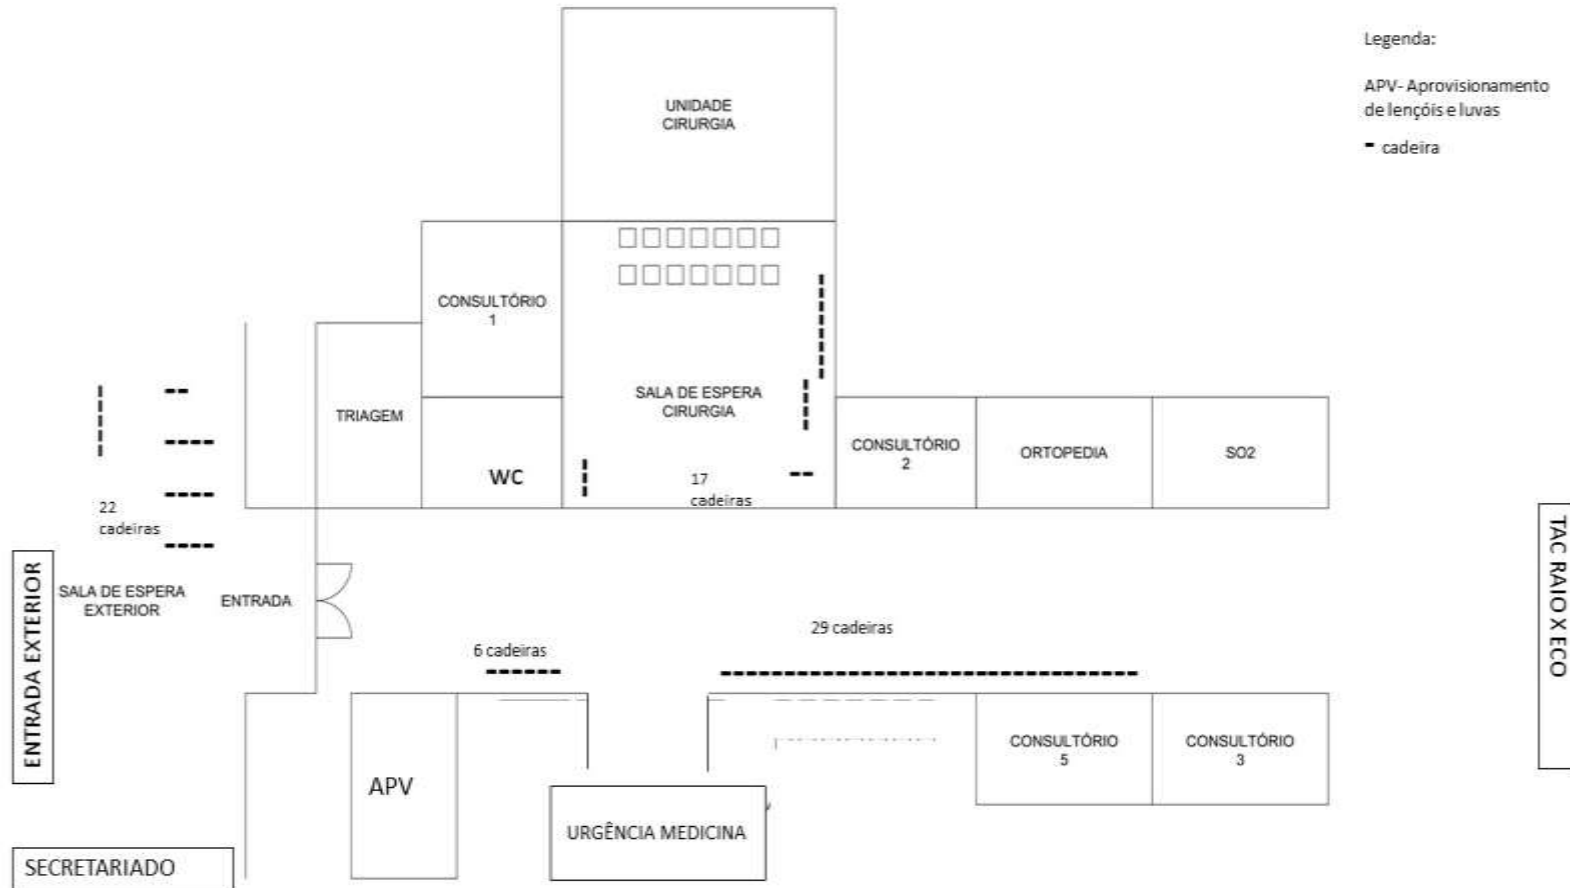 Legenda:
APV- Aprovisionamento
de lençóis e luvas
cadeira
UNIDADE
CIRURGIA
CONSULTÓRIO
1
TRIAGEM
WC
SALA DE ESPERA
CIRURGIA
17
cadeiras
CONSULTÓRIO
2
ORTOPEDIA
SO2
22
cadeiras
SALA DE ESPERA
EXTERIOR
ENTRADA
ENTRADA EXTERIOR
TAC RAIO X ECO
6 cadeiras
29 cadeiras
APV
URGÊNCIA MEDICINA
CONSULTÓRIO
5
CONSULTÓRIO
3
SECRETARIADO